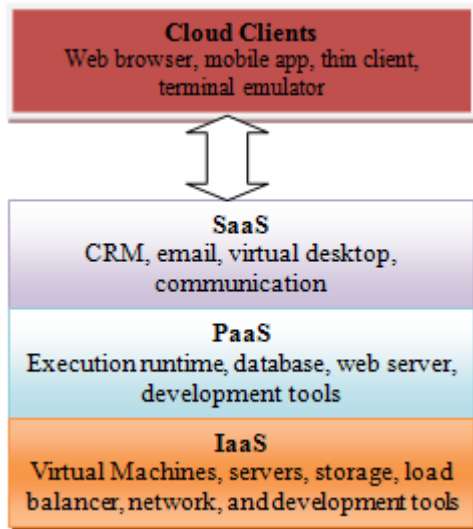 Cloud Clients
Web browser, mobile app, thin client,
terminal emulator
SaaS
CRM, email, virtual desktop,
communication
PaaS
Execution runtime, database, web server,
development tools
IaaS
Virtual Machines, servers, storage, load
balancer, network, and development tools